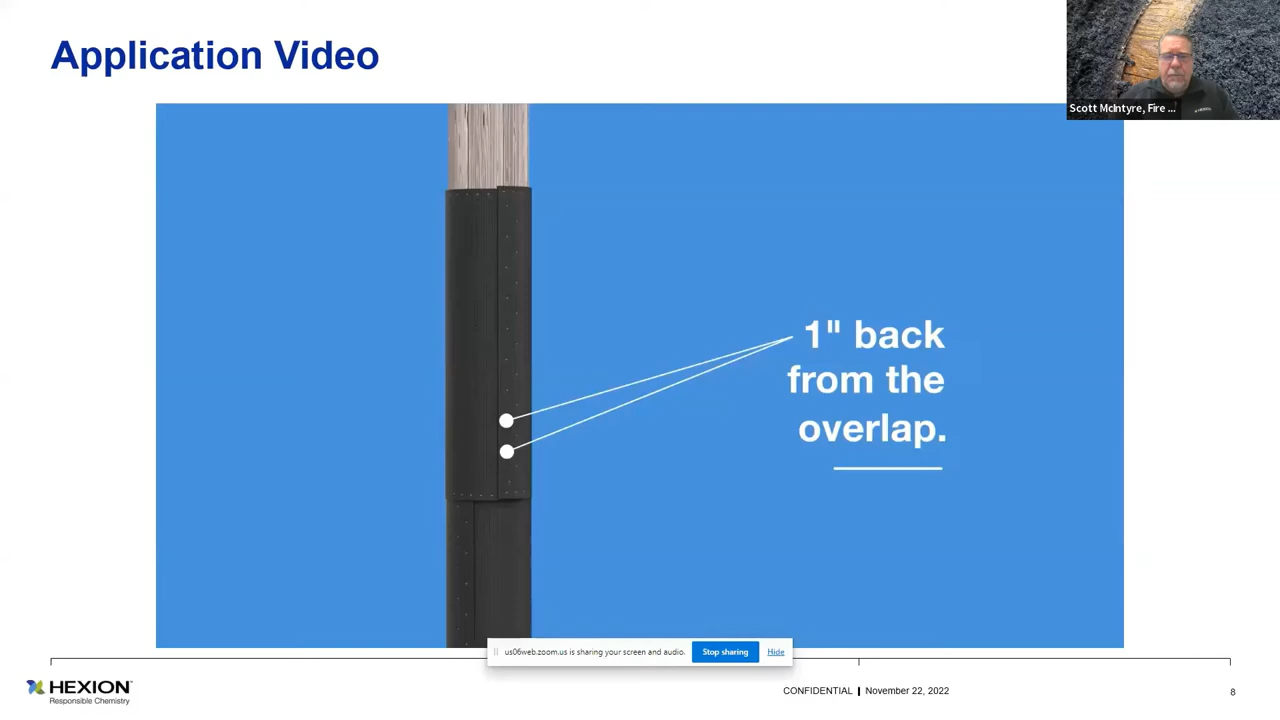 Application Video
Scott McIntyre, Fire ...
HEXION
1" back
from the
overlap.
us06web.zoom.us is sharing your screen and audio.
Stop sharing
Hide
HEXION
Responsible Chemistry
CONFIDENTIAL
November 22, 2022
8